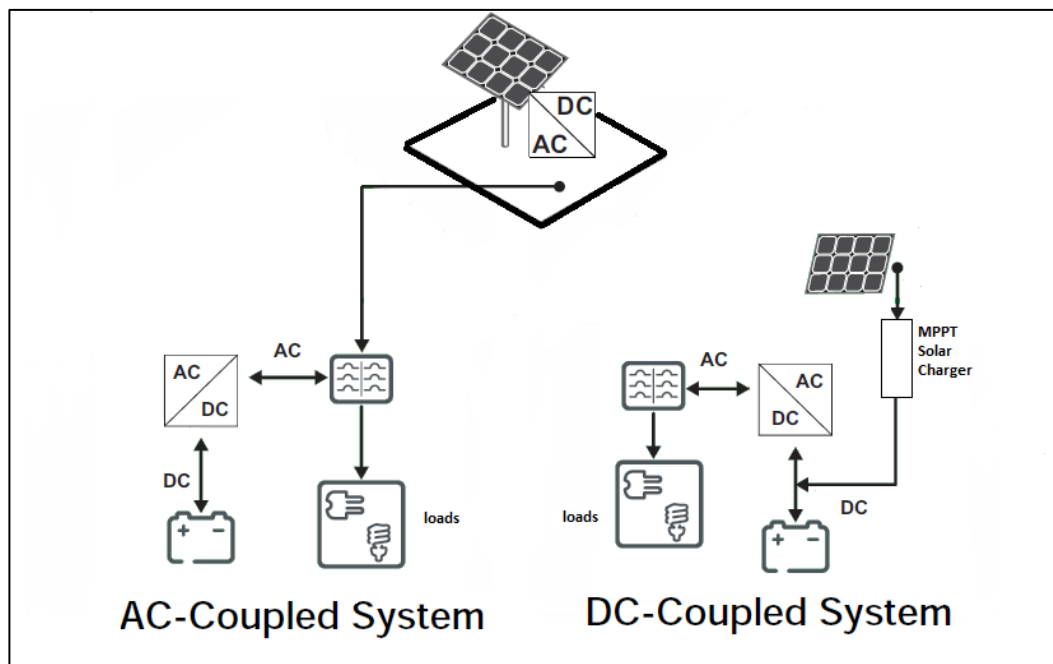 DC
AC
AC
AC
DC
DC
+ −
loads
AC-Coupled System
MPPT
Solar
Charger
AC
AC
DC
DC
loads
+ −
DC-Coupled System